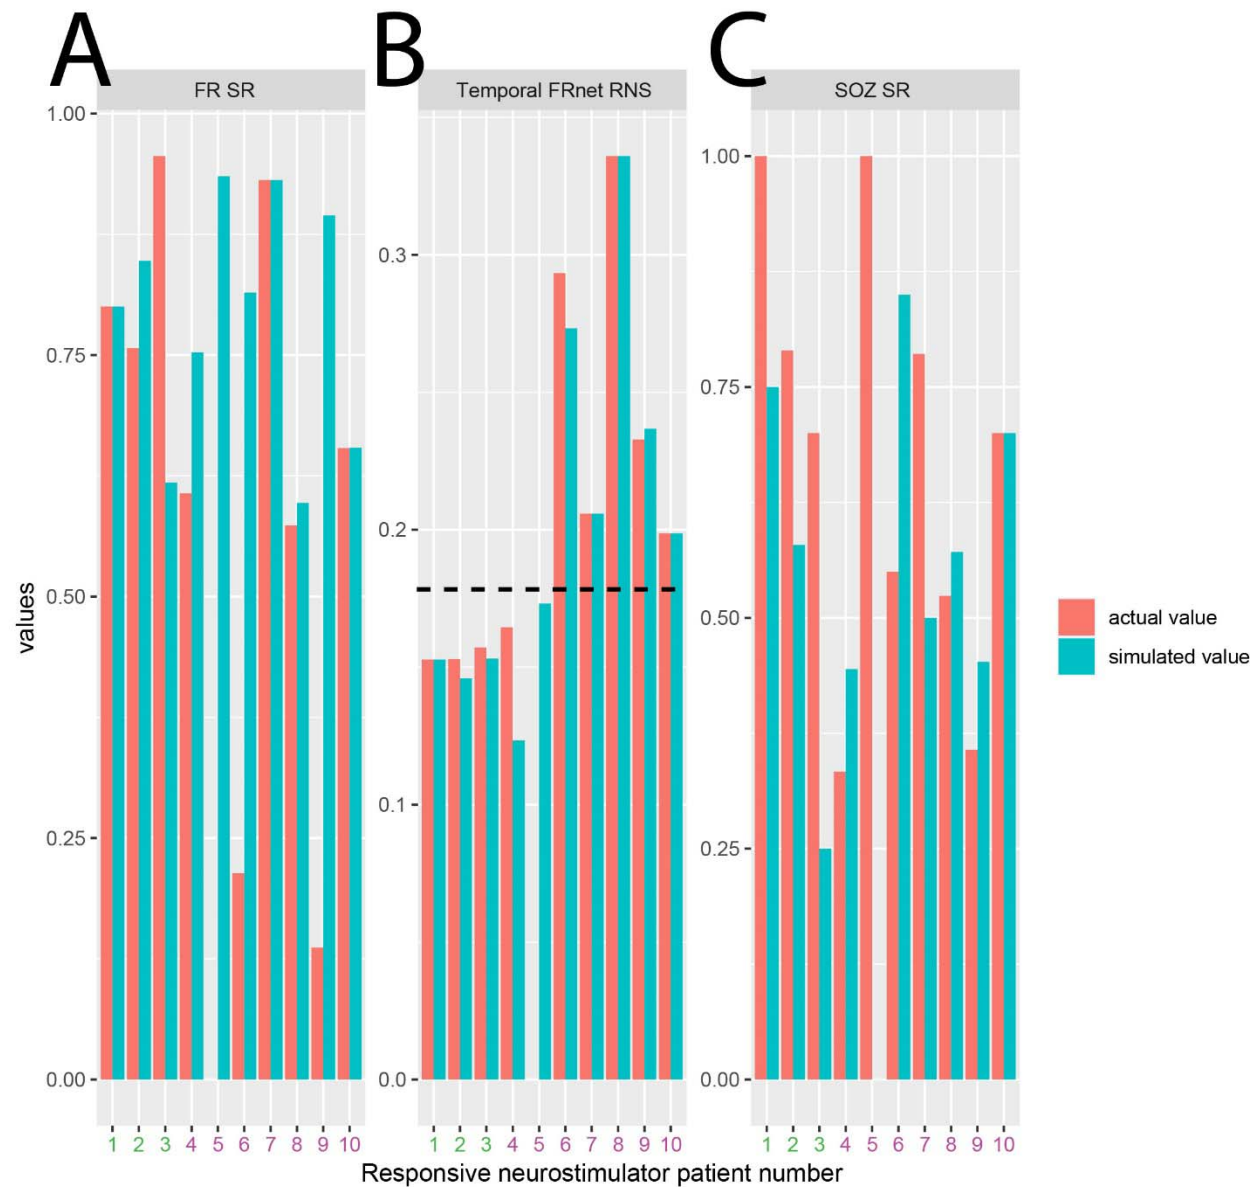 A B C
FR SR
Temporal FRnet RNS
SOZ SR
values
1.00
0.75
0.50
0.25
0.00
1 2 3 4 5 6 7 8 9 10
0.3
0.2
0.1
0.0
1 2 3 4 5 6 7 8 9 10
1.00
0.75
0.50
0.25
0.00
1 2 3 4 5 6 7 8 9 10
Responsive neurostimulator patient number
actual value
simulated value